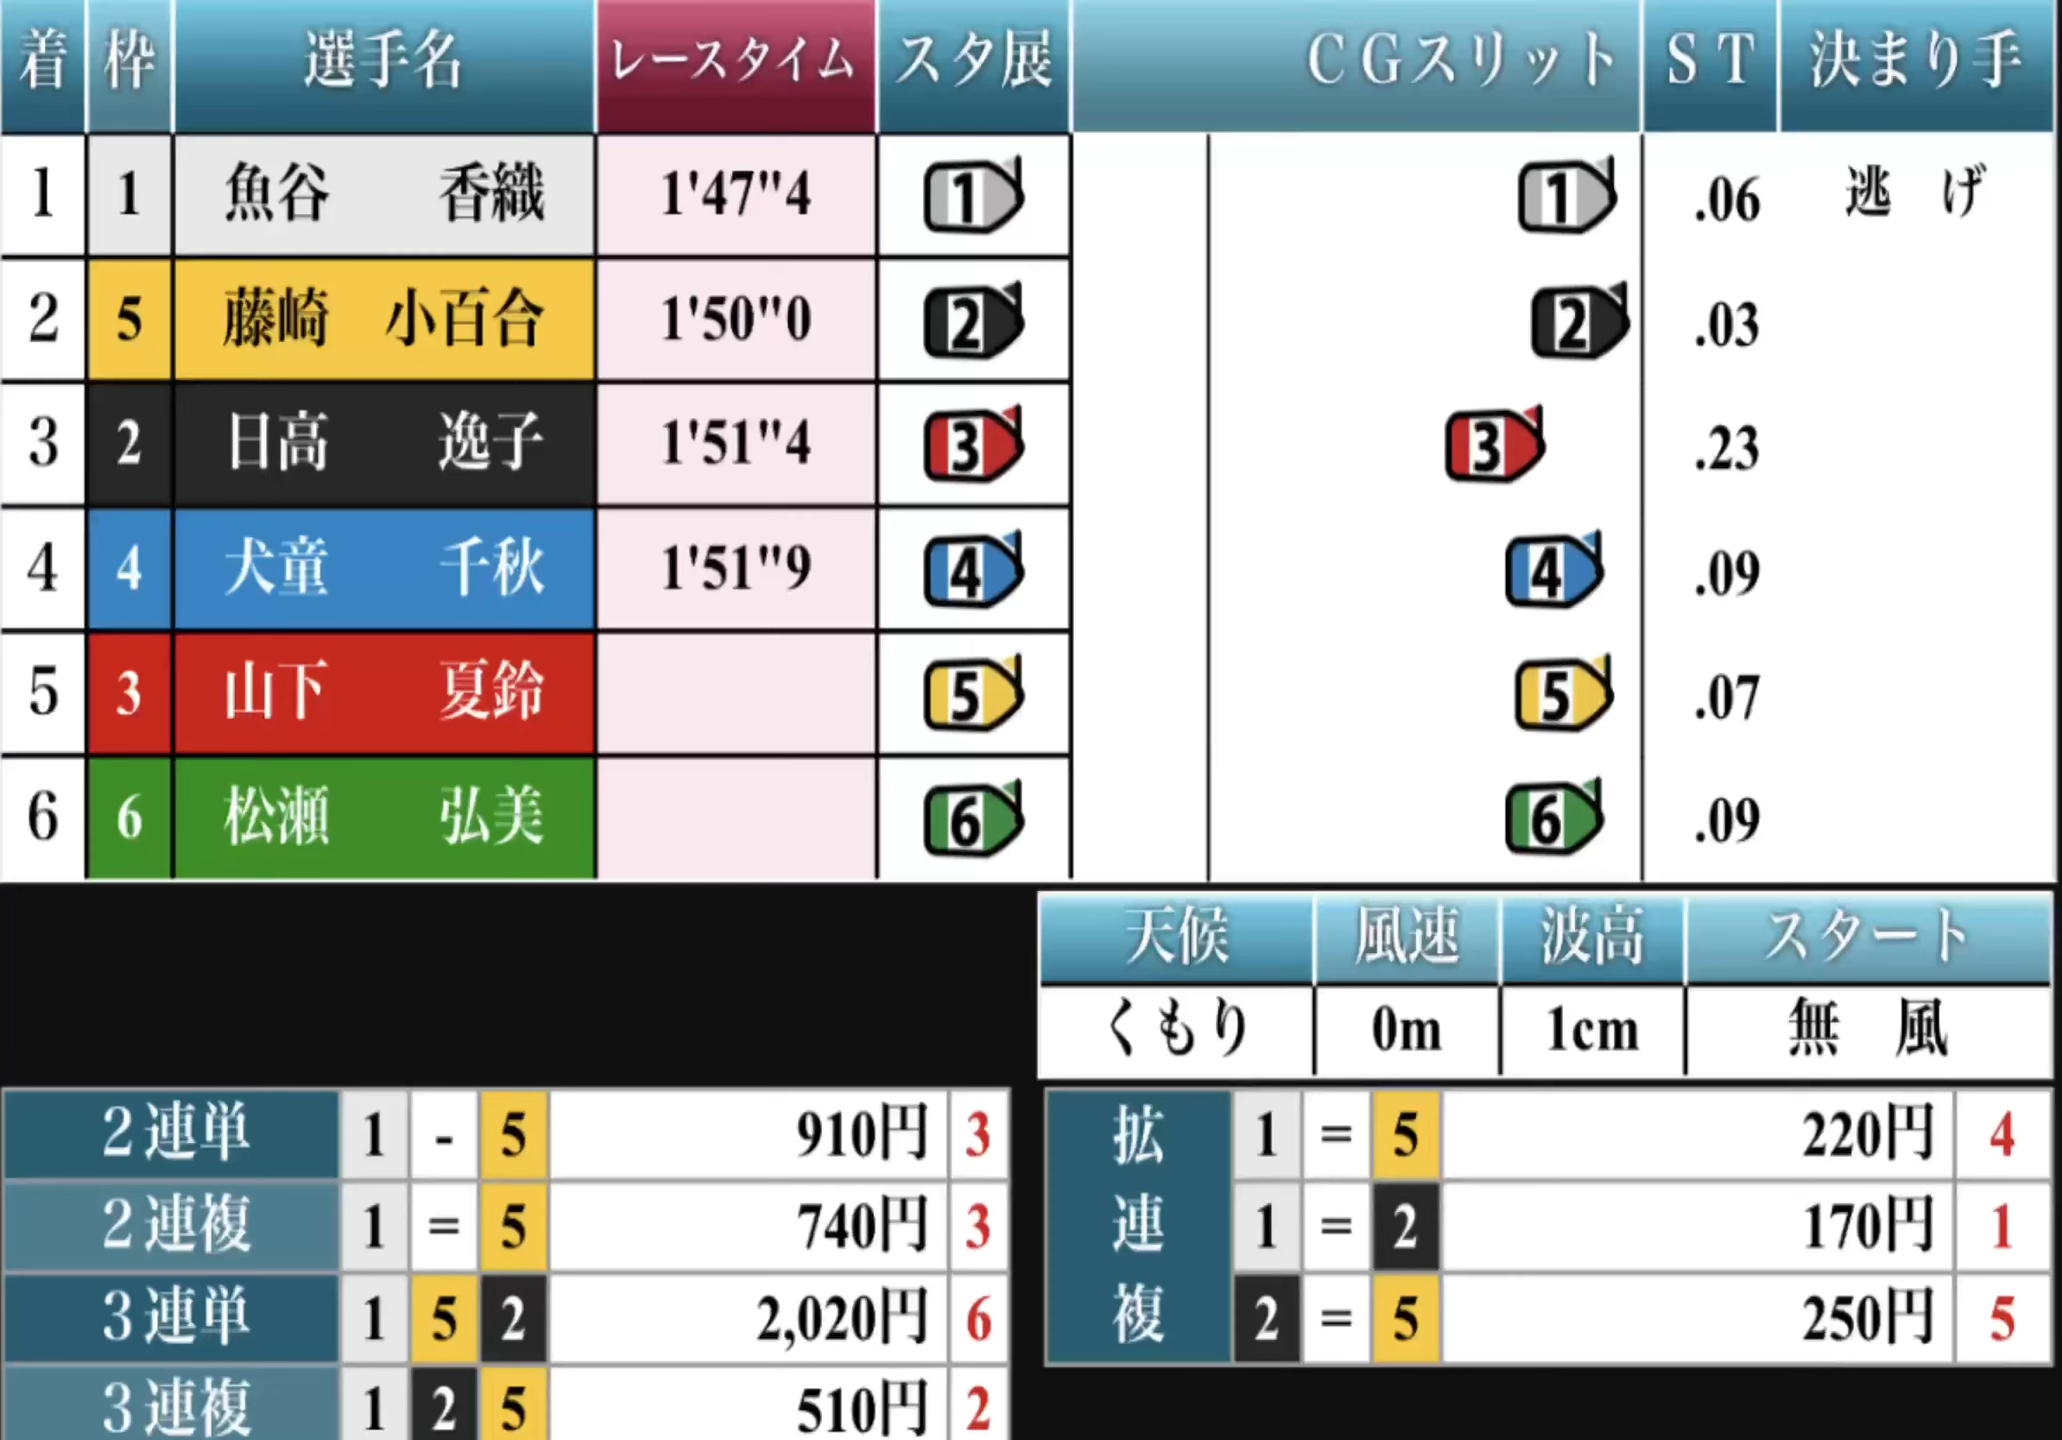 着 枠 選手名 レースタイム スタ展 CGスリット ST 決まり手
1 1 魚谷 香織 1'47"4 1 1 .06 逃げ
2 5 藤崎 小百合 1'50"0 2 2 .03
3 2 日高 逸子 1'51"4 3 3 .23
4 4 犬童 千秋 1'51"9 4 4 .09
5 3 山下 夏鈴 5 5 .07
6 6 松瀬 弘美 6 6 .09
天候 風速 波高 スタート
くもり 0m 1cm 無風
2連単 1 - 5 910円 3
2連複 1 = 5 740円 3
3連単 1 5 2 2,020円 6
3連複 1 2 5 510円 2
拡連複
1 = 5 220円 4
1 = 2 170円 1
2 = 5 250円 5